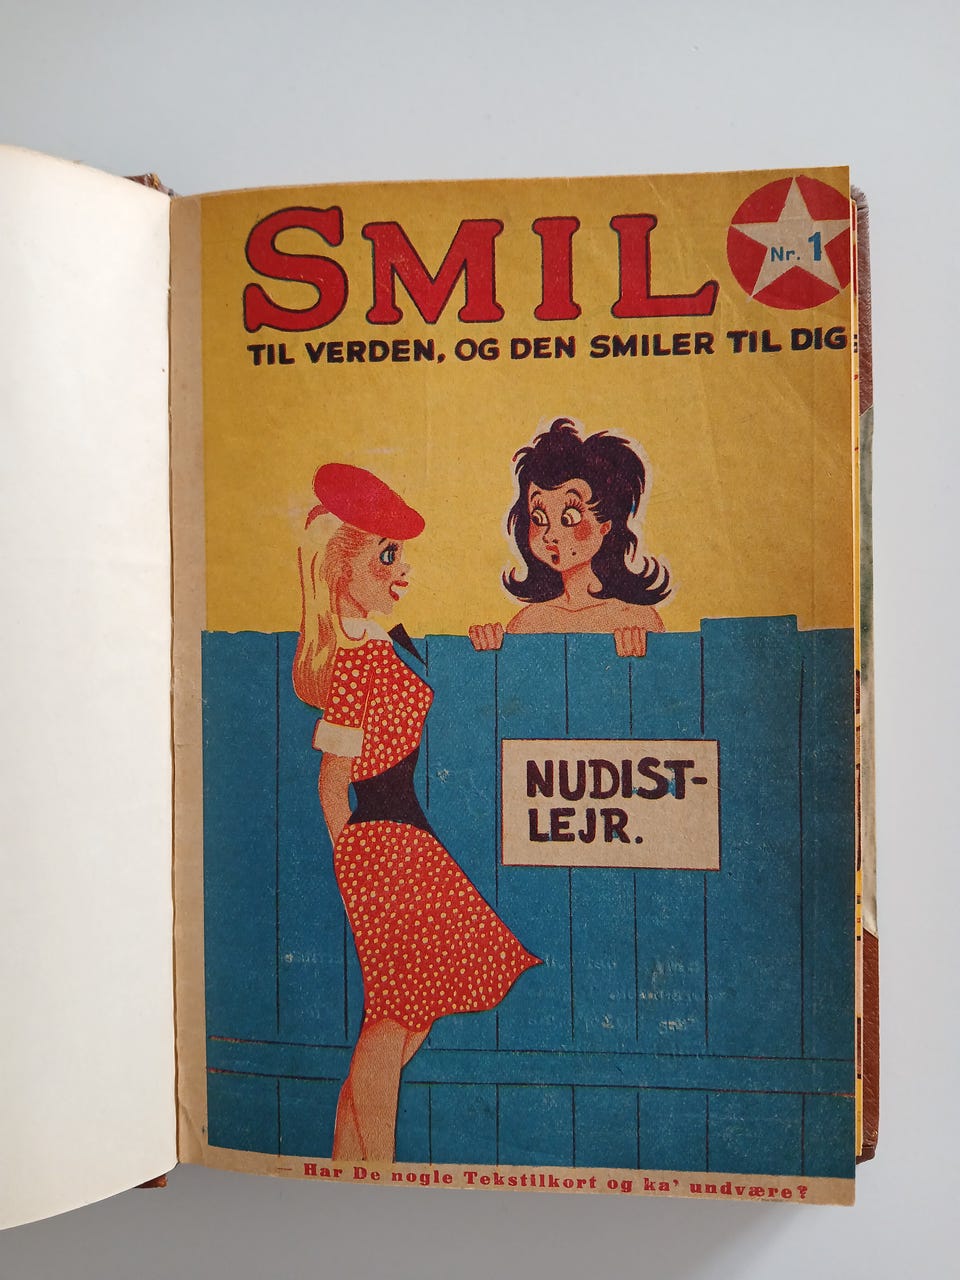 SMIL
Nr. 1
TIL VERDEN, OG DEN SMILER TIL DIG
NUDIST-
LEJR.
— Har De nogle Tekstilkort og ka' undvære?